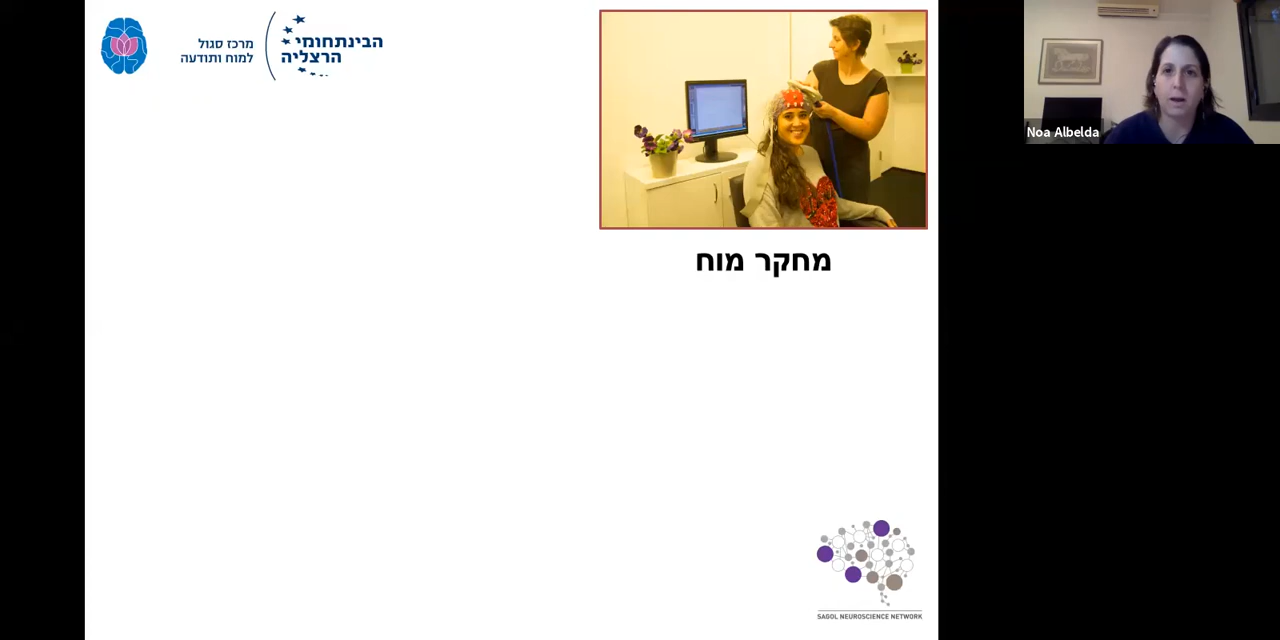 מרכז סגול
למוח ותודעה
הבינתחומי
הרצליה
Noa Albelda
מחקר מוח
SAGOL NEUROSCIENCE NETWORK